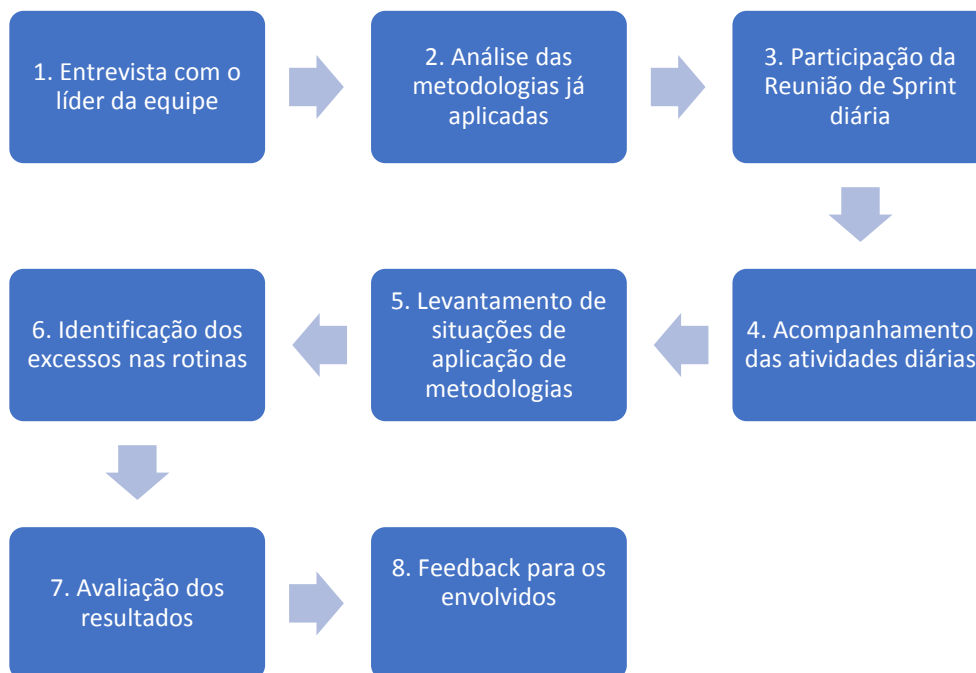 1. Entrevista com o
líder da equipe
2. Análise das
metodologias já
aplicadas
3. Participação da
Reunião de Sprint
diária
4. Acompanhamento
das atividades diárias
5. Levantamento de
situações de
aplicação de
metodologias
6. Identificação dos
excessos nas rotinas
7. Avaliação dos
resultados
8. Feedback para os
envolvidos